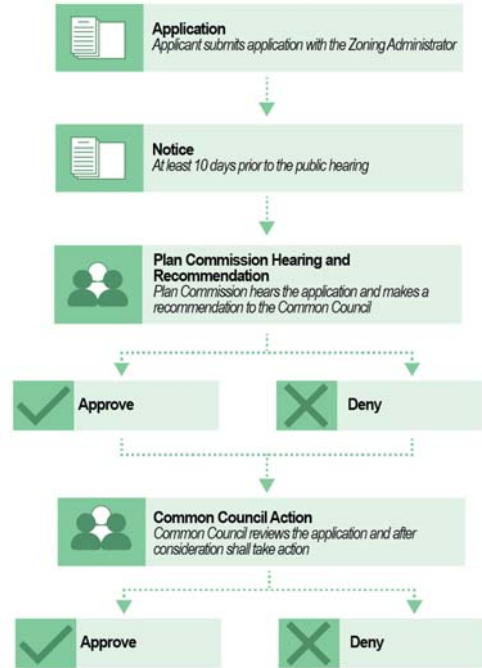 Application
Applicant submits application with the Zoning Administrator
Notice
At least 10 days prior to the public hearing
Plan Commission Hearing and
Recommendation
Plan Commission hears the application and makes a
recommendation to the Common Council
Approve
Deny
Common Council Action
Common Council reviews the application and after
consideration shall take action
Approve
Deny